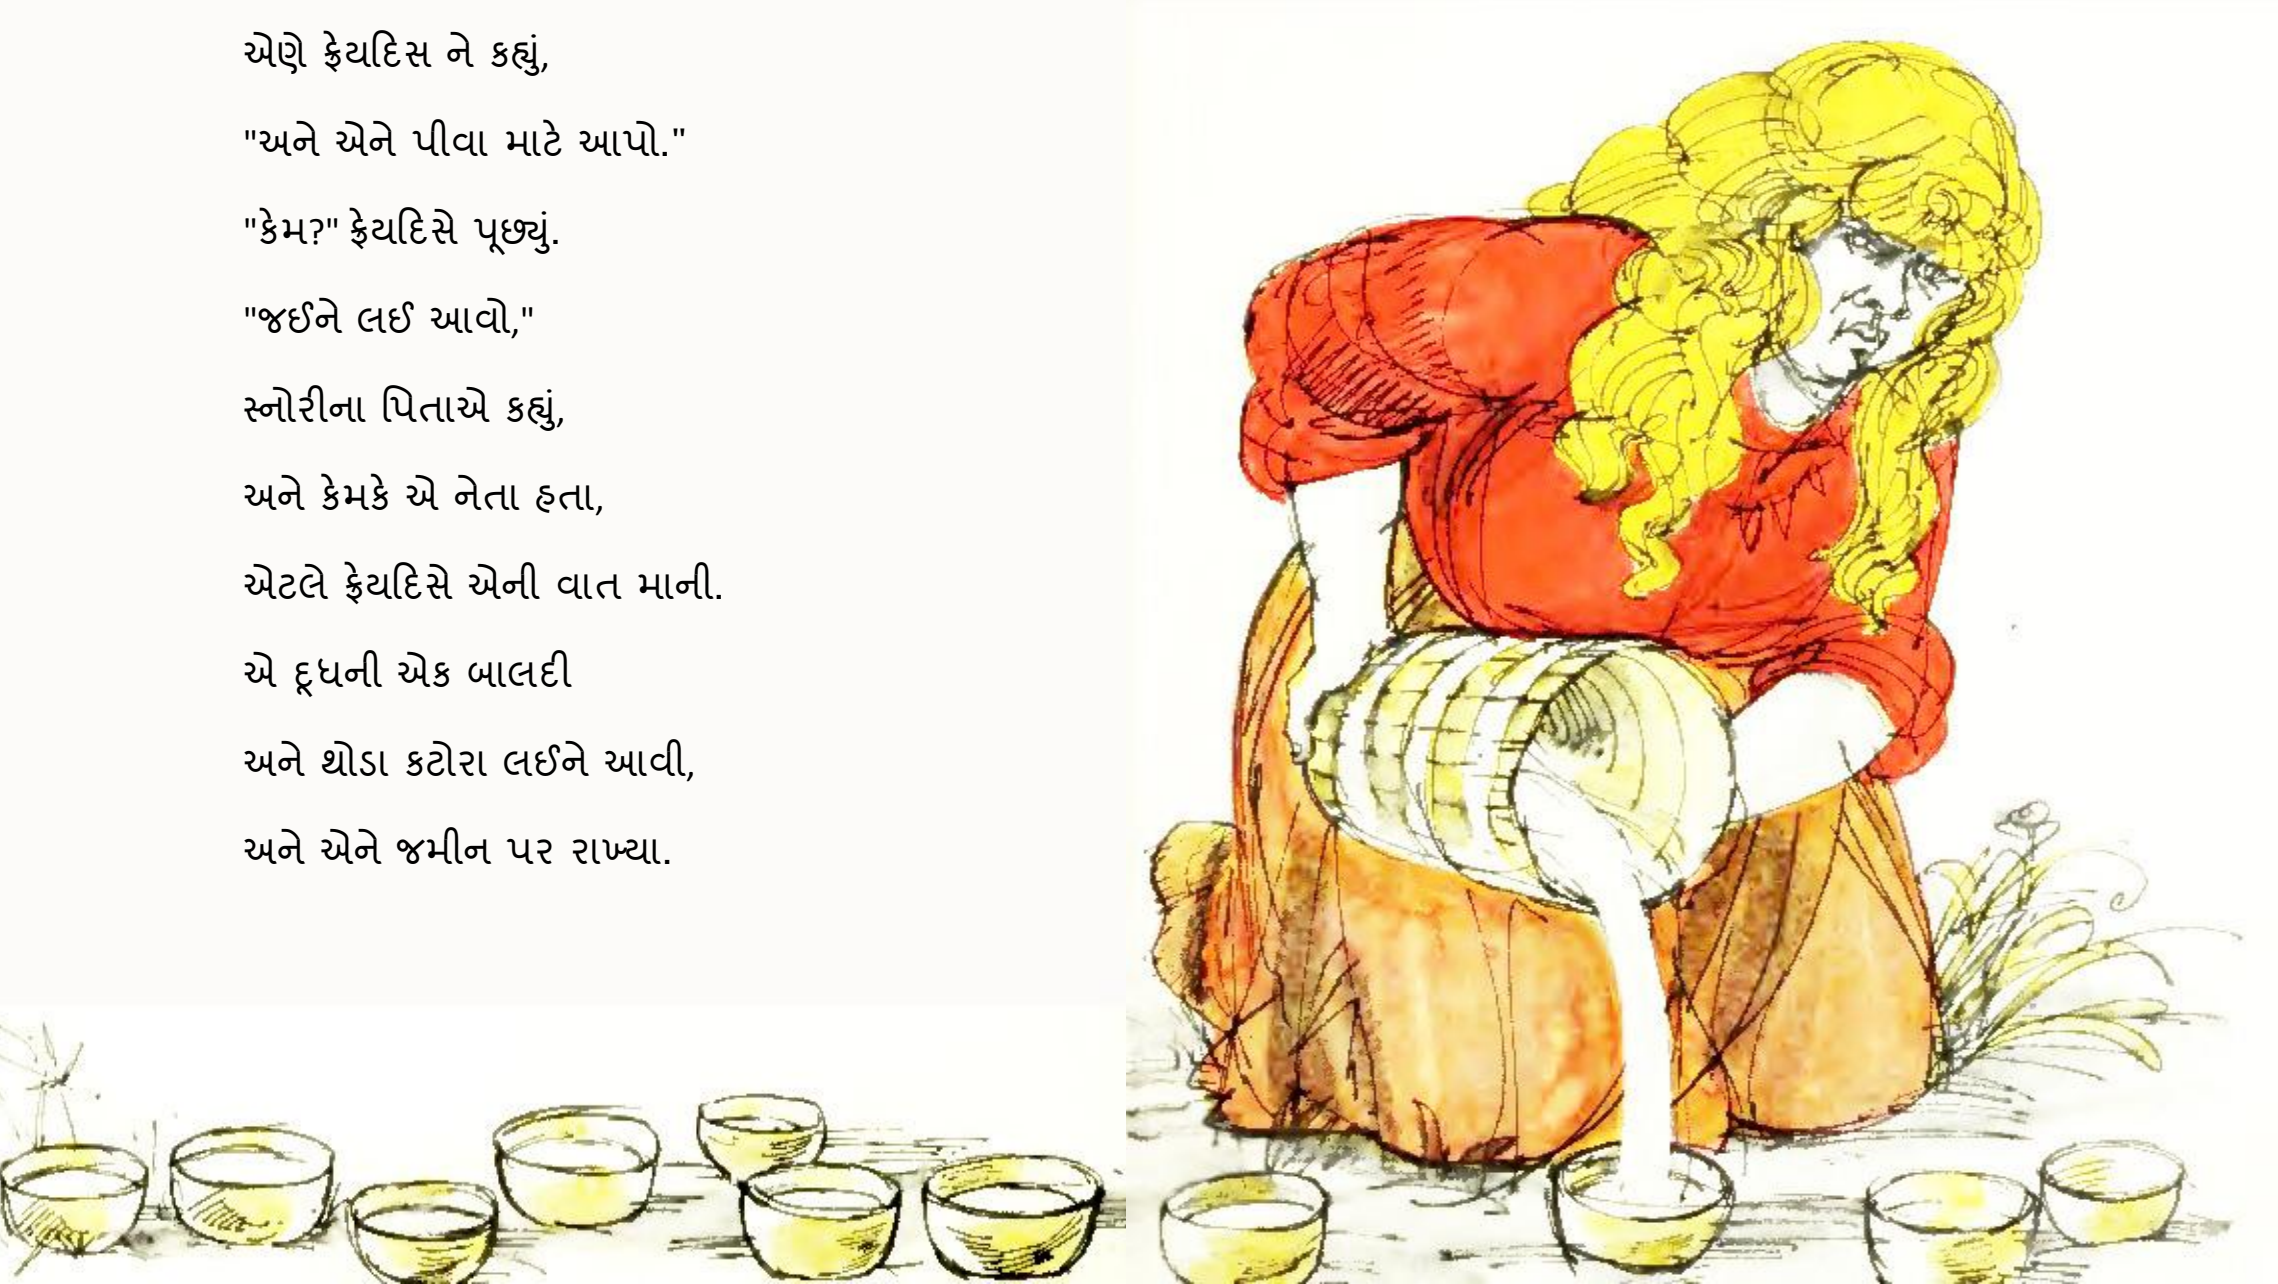 એણે ફ્રેયદિસ ને કહ્યું,
"અને એને પીવા માટે આપો."
"કેમ?" ફ્રેયદિસે પૂછ્યું.
"જઈને લઈ આવો,"
સ્નોરીના પિતાએ કહ્યું,
અને કેમકે એ નેતા હતા,
એટલે ફ્રેયદિસે એની વાત માની.
એ દૂધની એક બાલદી
અને થોડા કટોરા લઈને આવી,
અને એને જમીન પર રાખ્યા.